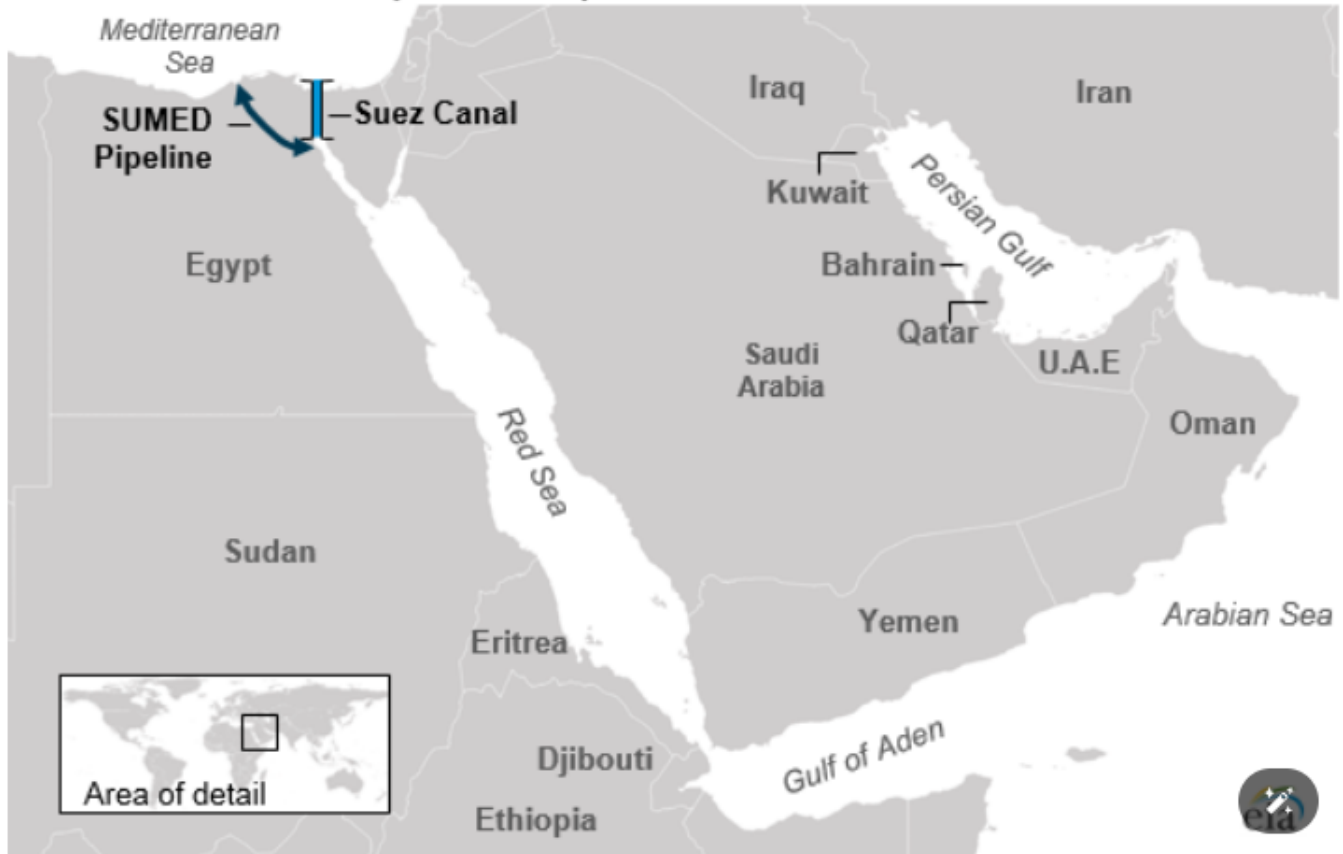 Mediterranean
Sea
SUMED
Pipeline
Suez Canal
Iraq
Iran
Kuwait
Persian Gulf
Bahrain
Qatar
Egypt
Saudi
Arabia
U.A.E
Oman
Red Sea
Sudan
Eritrea
Yemen
Arabian Sea
Djibouti
Gulf of Aden
Ethiopia
Area of detail
eia